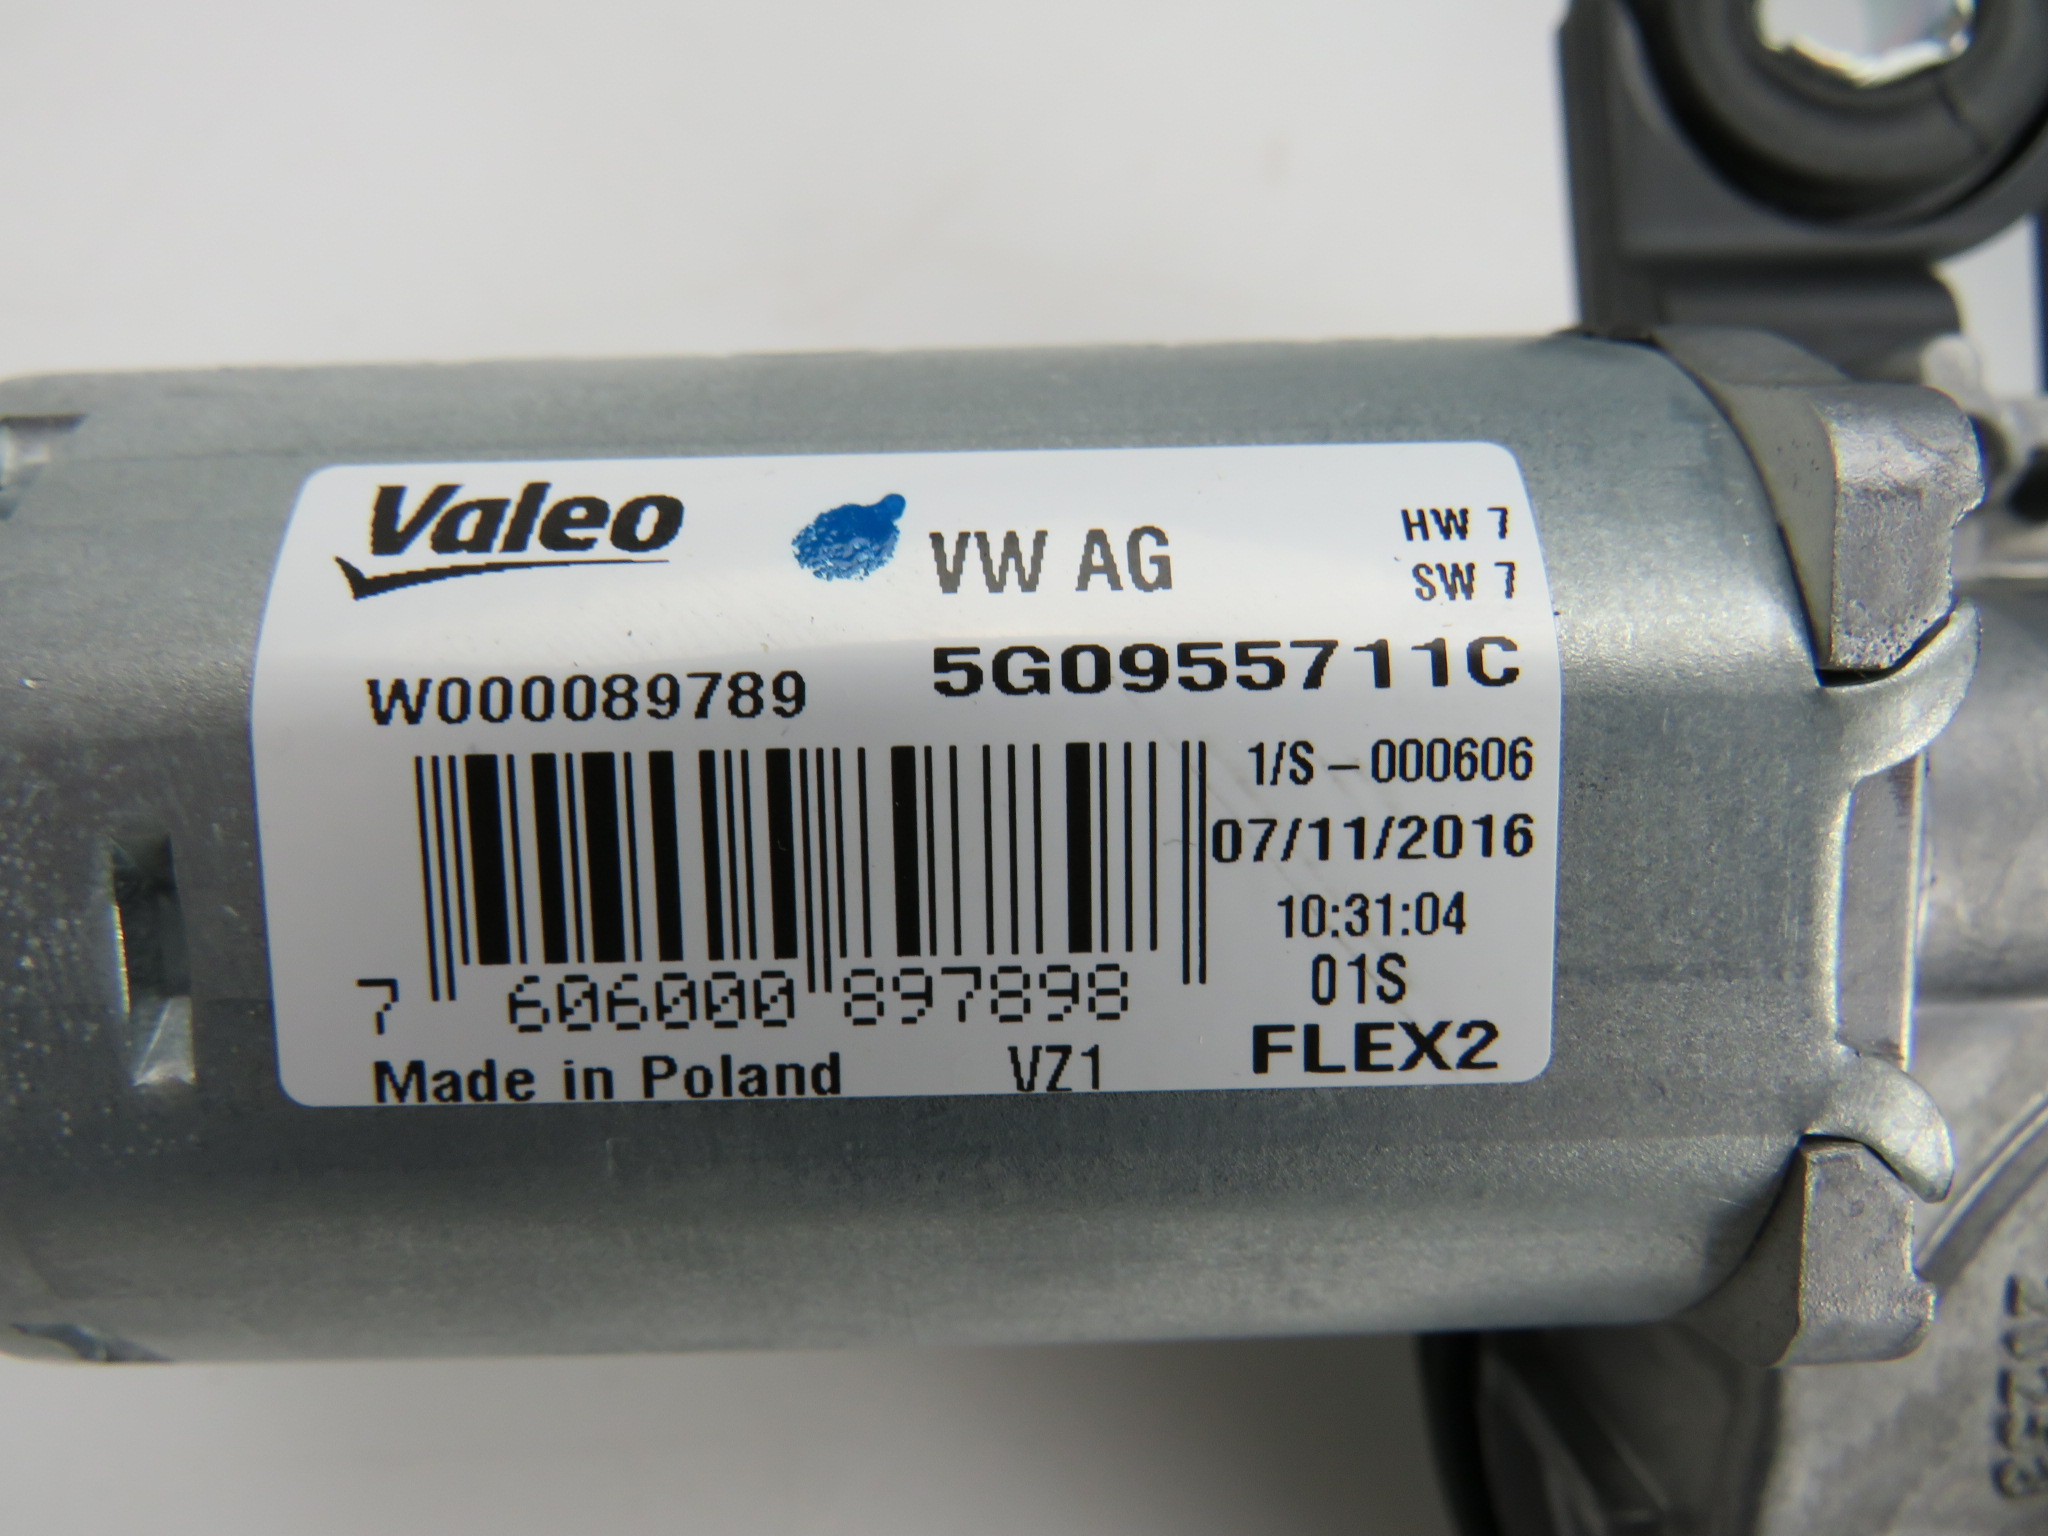 Valeo
VW AG
HW 7
SW 7
W000089789
5G0955711C
1/S – 000606
07/11/2016
10:31:04
01S
7 606000 897898
Made in Poland
VZ1
FLEX2